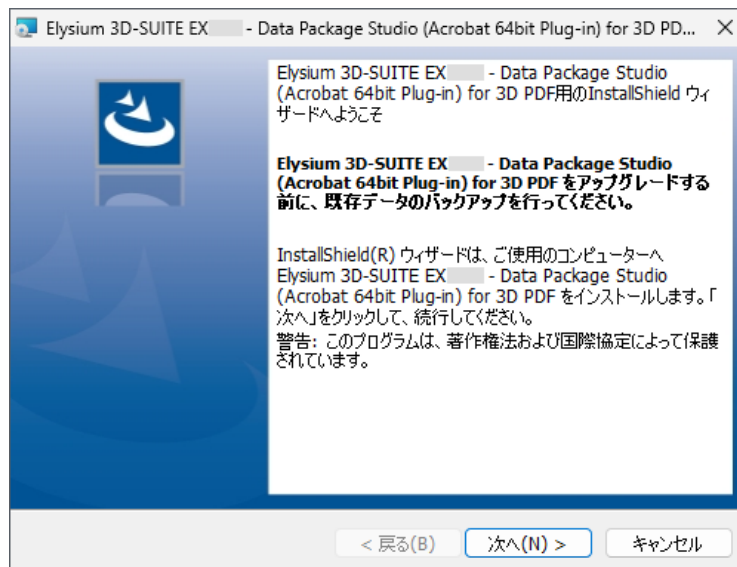 Elysium 3D-SUITE EX - Data Package Studio (Acrobat 64bit Plug-in) for 3D PD...
Elysium 3D-SUITE EX - Data Package Studio
(Acrobat 64bit Plug-in) for 3D PDF用のInstallShield ウィ
ザードへようこそ
Elysium 3D-SUITE EX - Data Package Studio
(Acrobat 64bit Plug-in) for 3D PDF をアップグレードする
前に、既存データのバックアップを行ってください。
InstallShield(R) ウィザードは、ご使用のコンピューターへ
Elysium 3D-SUITE EX - Data Package Studio
(Acrobat 64bit Plug-in) for 3D PDF をインストールします。「
次へ」をクリックして、続行してください。
警告: このプログラムは、著作権法および国際協定によって保護
されています。
< 戻る(B)
次へ(N) >
キャンセル